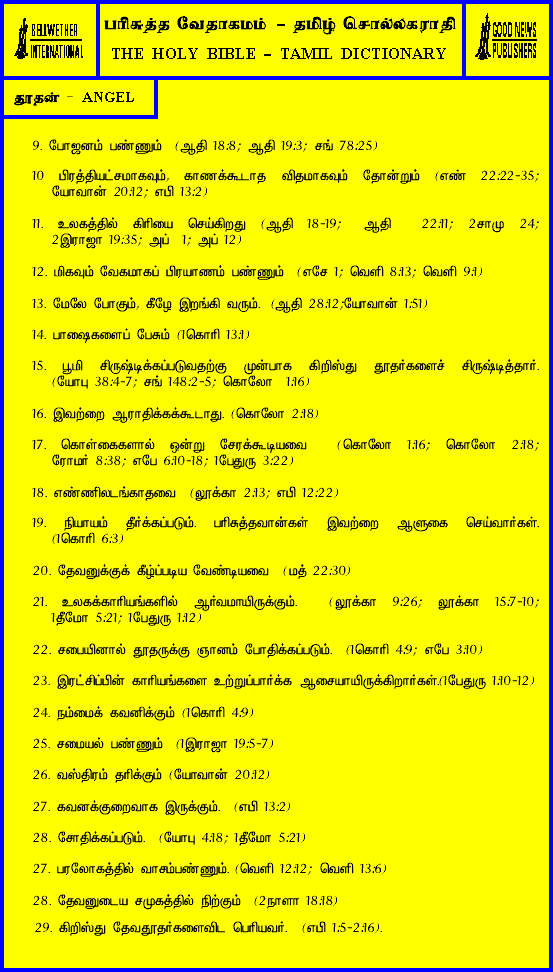 BELLWETHER
INTERNATIONAL
பரிசுத்த வேதாகமம் – தமிழ் சொல்லகராதி
THE HOLY BIBLE – TAMIL DICTIONARY
GOOD NEWS
PUBLISHERS
தூதன் – ANGEL
9. போஜனம் பண்ணும் (ஆதி 18:8; ஆதி 19:3; சங் 78:25)
10 பிரத்தியட்சமாகவும், காணக்கூடாத விதமாகவும் தோன்றும் (எண் 22:22-35;
யோவான் 20:12; எபி 13:2)
11. உலகத்தில் கிரியை செய்கிறது (ஆதி 18-19; ஆதி 22:11; 2சாமு 24;
2இராஜா 19:35; அப் 1; அப் 12)
12. மிகவும் வேகமாகப் பிரயாணம் பண்ணும் (எசே 1; வெளி 8:13; வெளி 9:1)
13. மேலே போகும், கீழே இறங்கி வரும். (ஆதி 28:12;யோவான் 1:51)
14. பாஷைகளைப் பேசும் (1கொரி 13:1)
15. பூமி சிருஷ்டிக்கப்படுவதற்கு முன்பாக கிறிஸ்து தூதர்களைச் சிருஷ்டித்தார்.
(யோபு 38:4-7; சங் 148:2-5; கொலோ 1:16)
16. இவற்றை ஆராதிக்கக்கூடாது. (கொலோ 2:18)
17. கொள்கைகளால் ஒன்று சேரக்கூடியவை (கொலோ 1:16; கொலோ 2:18;
ரோமர் 8:38; எபே 6:10-18; 1பேதுரு 3:22)
18. எண்ணிலடங்காதவை (லூக்கா 2:13; எபி 12:22)
19. நியாயம் தீர்க்கப்படும். பரிசுத்தவான்கள் இவற்றை ஆளுகை செய்வார்கள்.
(1கொரி 6:3)
20. தேவனுக்குக் கீழ்ப்படிய வேண்டியவை (மத் 22:30)
21. உலகக்காரியங்களில் ஆர்வமாயிருக்கும். (லூக்கா 9:26; லூக்கா 15:7-10;
1தீமோ 5:21; 1பேதுரு 1:12)
22. சபையினால் தூதருக்கு ஞானம் போதிக்கப்படும். (1கொரி 4:9; எபே 3:10)
23. இரட்சிப்பின் காரியங்களை உற்றுப்பார்க்க ஆசையாயிருக்கிறார்கள்.(1பேதுரு 1:10-12)
24. நம்மைக் கவனிக்கும் (1கொரி 4:9)
25. சமையல் பண்ணும் (1இராஜா 19:5-7)
26. வஸ்திரம் தரிக்கும் (யோவான் 20:12)
27. கவனக்குறைவாக இருக்கும். (எபி 13:2)
28. சோதிக்கப்படும். (யோபு 4:18; 1தீமோ 5:21)
27. பரலோகத்தில் வாசம்பண்ணும். (வெளி 12:12; வெளி 13:6)
28. தேவனுடைய சமுகத்தில் நிற்கும் (2நாளா 18:18)
29. கிறிஸ்து தேவதூதர்களைவிட பெரியவர். (எபி 1:5-2:16).